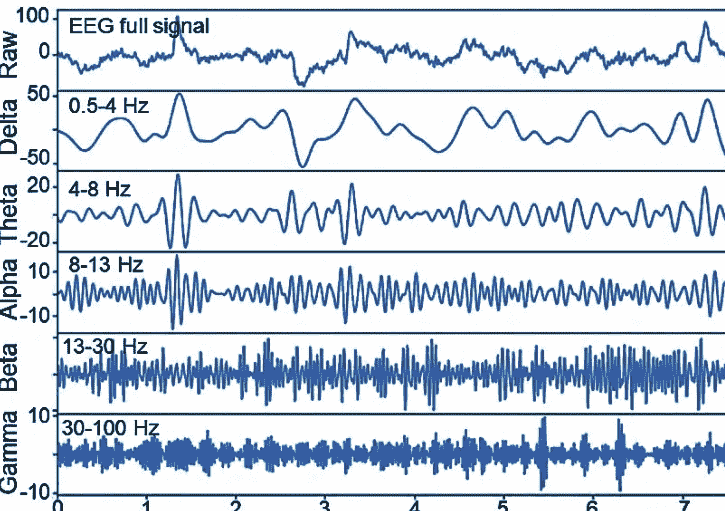 Raw
100
0
EEG full signal
Delta
50
-50
0.5-4 Hz
Theta
20
-20
4-8 Hz
Alpha
10
-10
8-13 Hz
Beta
13-30 Hz
Gamma
10
-10
30-100 Hz
0 1 2 3 4 5 6 7